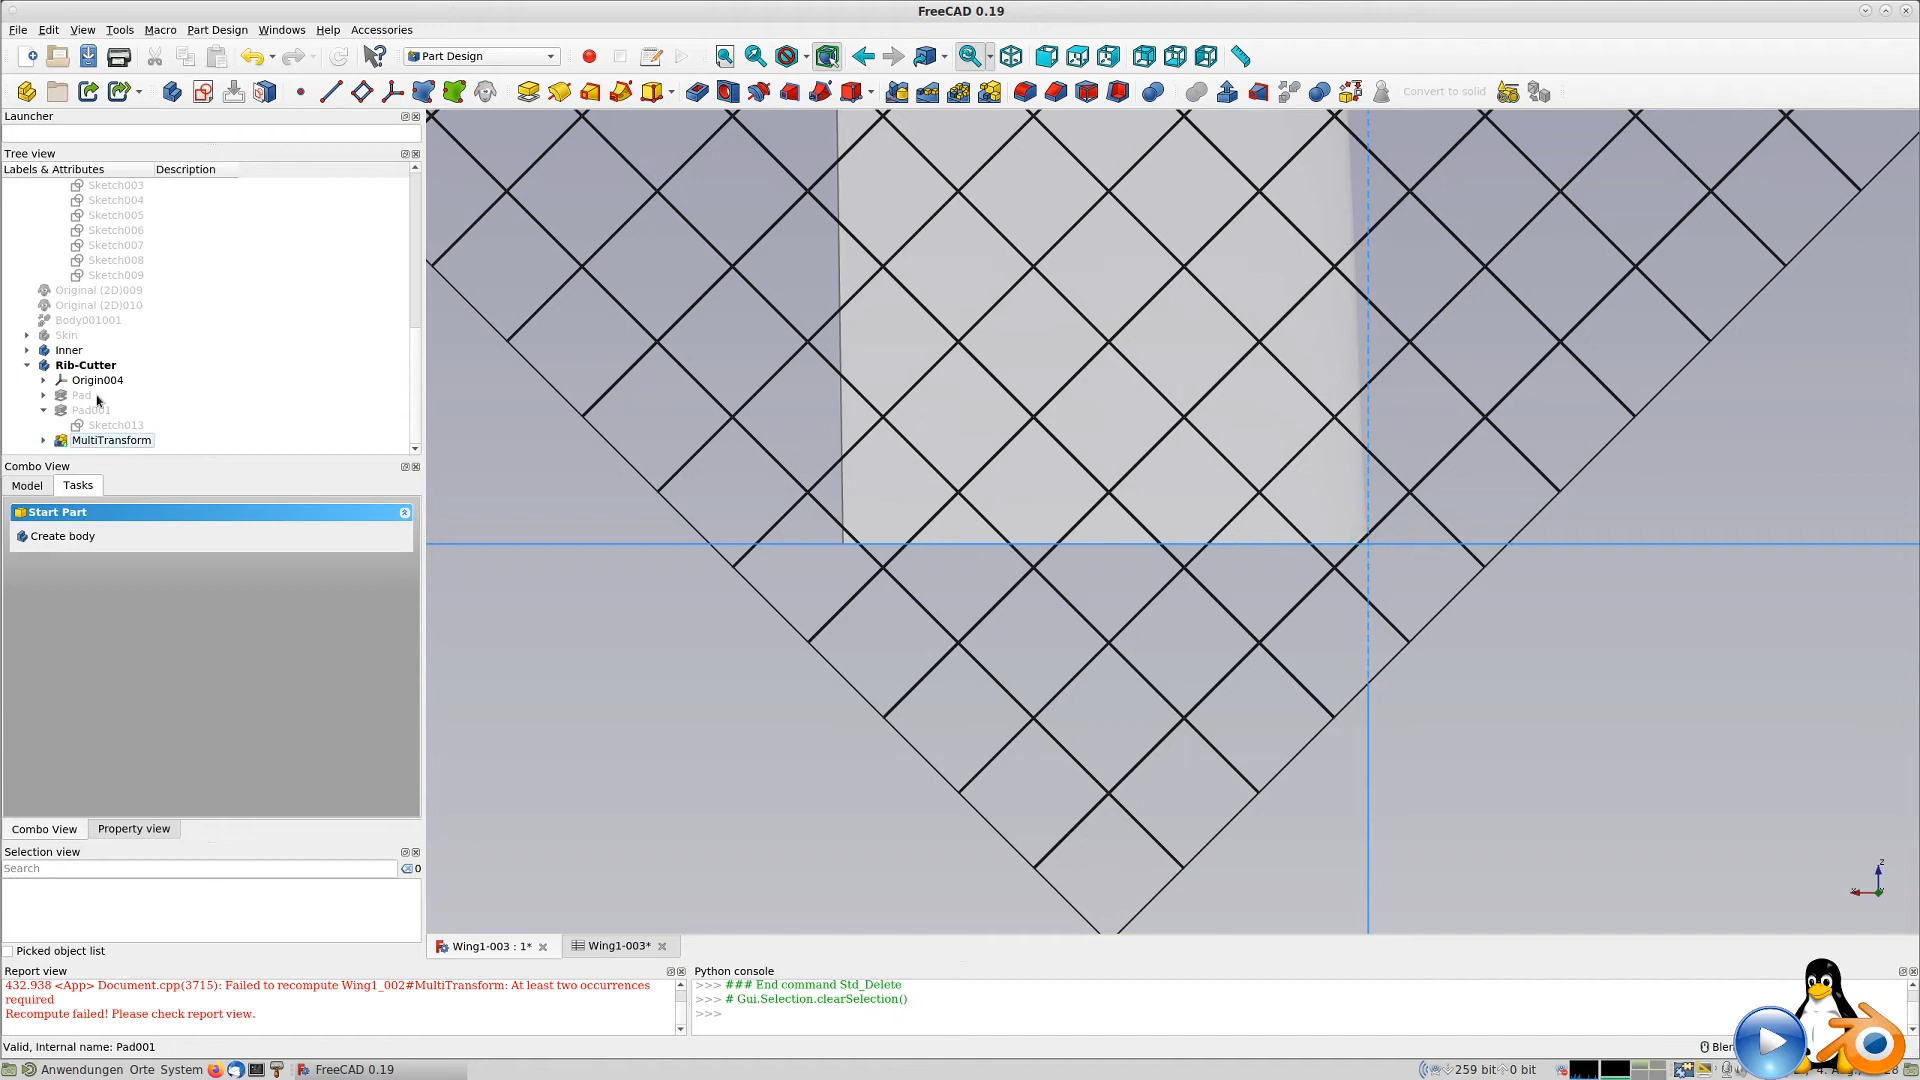 FreeCAD 0.19
File Edit View Tools Macro Part Design Windows Help Accessories
Part Design
Convert to solid
Launcher
Tree view
Labels & Attributes Description
Sketch003
Sketch004
Sketch005
Sketch006
Sketch007
Sketch008
Sketch009
Original (2D)009
Original (2D)010
Body001001
Skin
Inner
Rib-Cutter
Origin004
Pad
Pad001
Sketch013
MultiTransform
Combo View
Model Tasks
Start Part
Create body
Combo View Property view
Selection view
Search 0
Picked object list
z
Wing1-003 : 1* Wing1-003*
Report view
432.938 <App> Document.cpp(3715): Failed to recompute Wing1_002#MultiTransform: At least two occurrences
required
Recompute failed! Please check report view.
Python console
>>> ### End command Std_Delete
>>> # Gui.Selection.clearSelection()
>>>
Valid, Internal name: Pad001
Anwendungen Orte System FreeCAD 0.19 259 bit 0 bit